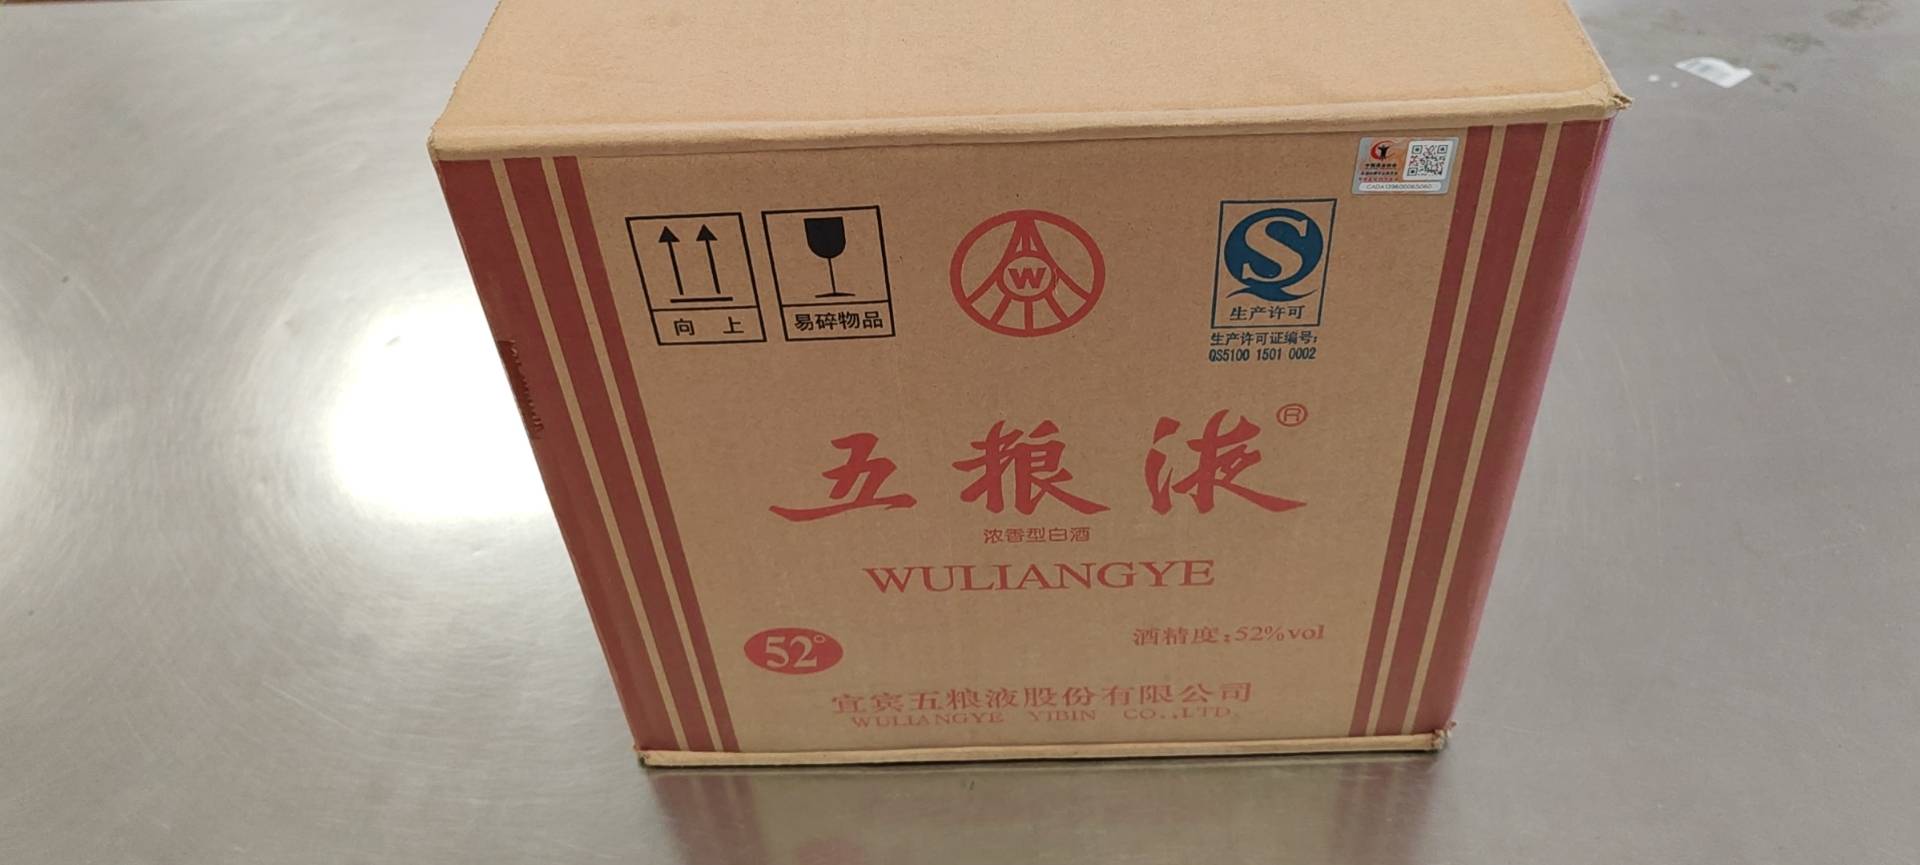 CADA139600065060
向 上
易碎物品
W
S
生产许可
生产许可证编号:
QS5100 1501 0002
五粮液®
浓香型白酒
WULIANGYE
52°
酒精度:52%vol
宜宾五粮液股份有限公司
WULIANGYE YIBIN CO.,LTD.